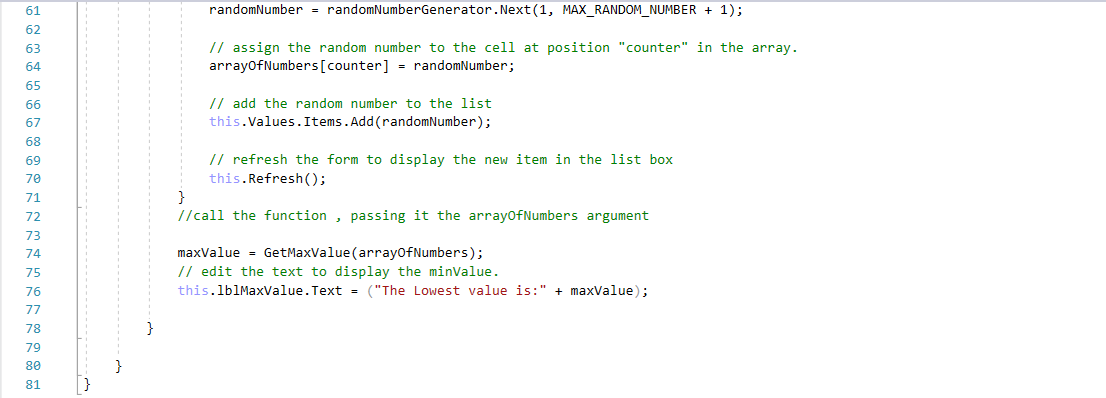 61 randomNumber = randomNumberGenerator.Next(1, MAX_RANDOM_NUMBER + 1);
62
63 // assign the random number to the cell at position "counter" in the array.
64 arrayOfNumbers[counter] = randomNumber;
65
66 // add the random number to the list
67 this.Values.Items.Add(randomNumber);
68
69 // refresh the form to display the new item in the list box
70 this.Refresh();
71 }
72 //call the function , passing it the arrayOfNumbers argument
73
74 maxValue = GetMaxValue(arrayOfNumbers);
75 // edit the text to display the minValue.
76 this.lblMaxValue.Text = ("The Lowest value is:" + maxValue);
77
78 }
79
80 }
81 }